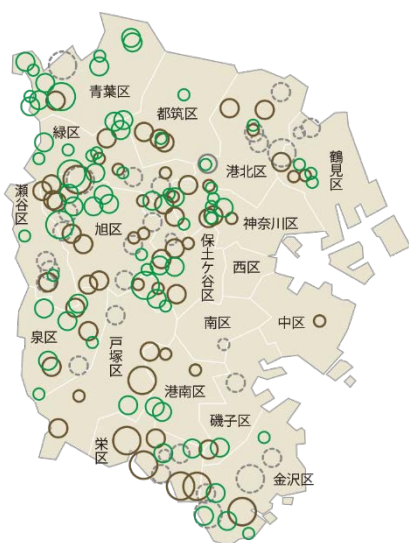 青葉区
都筑区
緑区
港北区
鶴見区
瀬谷区
旭区
神奈川区
保土ケ谷区
西区
南区
中区
泉区
戸塚区
港南区
磯子区
栄区
金沢区